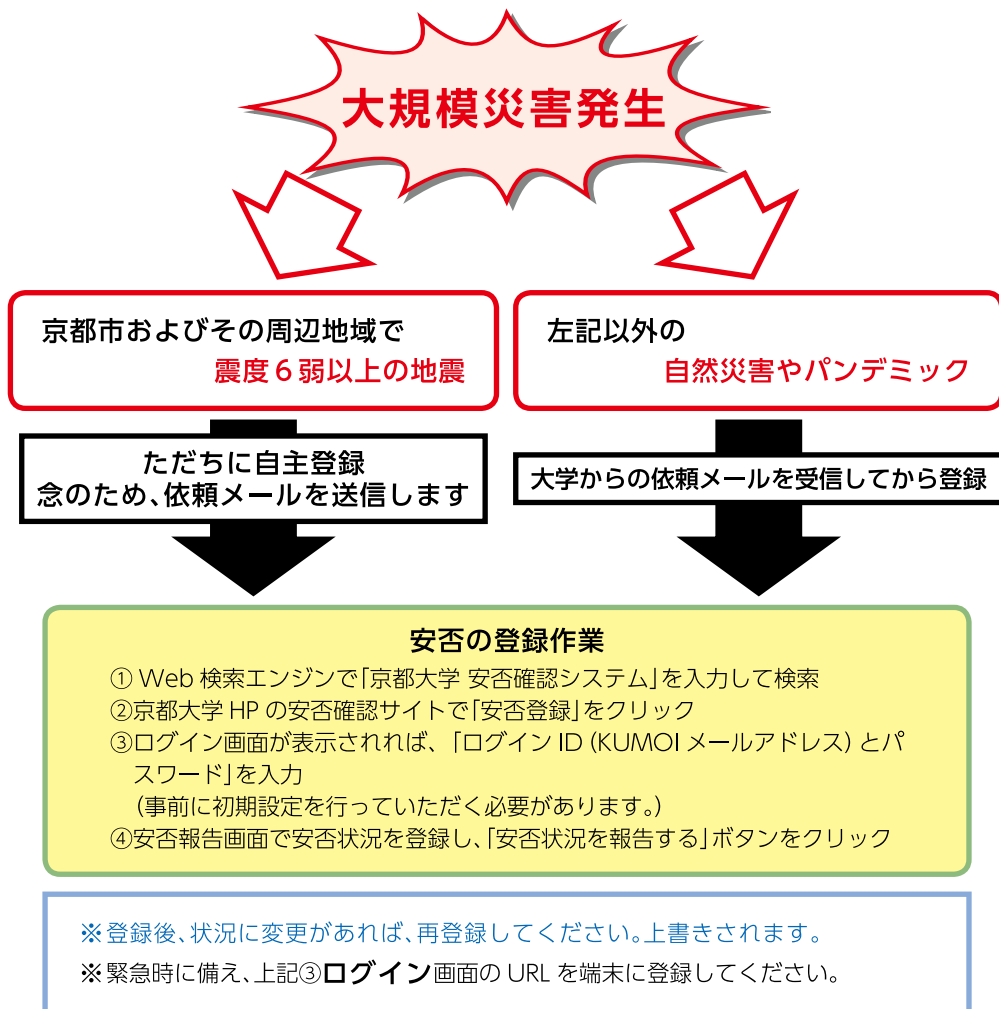 大規模災害発生
京都市およびその周辺地域で
震度6弱以上の地震
左記以外の
自然災害やパンデミック
ただちに自主登録
念のため、依頼メールを送信します
大学からの依頼メールを受信してから登録
安否の登録作業
① Web 検索エンジンで「京都大学 安否確認システム」を入力して検索
②京都大学 HP の安否確認サイトで「安否登録」をクリック
③ログイン画面が表示されれば、「ログイン ID (KUMOI メールアドレス) とパ
スワード」を入力
(事前に初期設定を行っていただく必要があります。)
④安否報告画面で安否状況を登録し、「安否状況を報告する」ボタンをクリック
※登録後、状況に変更があれば、再登録してください。上書きされます。
※緊急時に備え、上記③ログイン画面の URL を端末に登録してください。